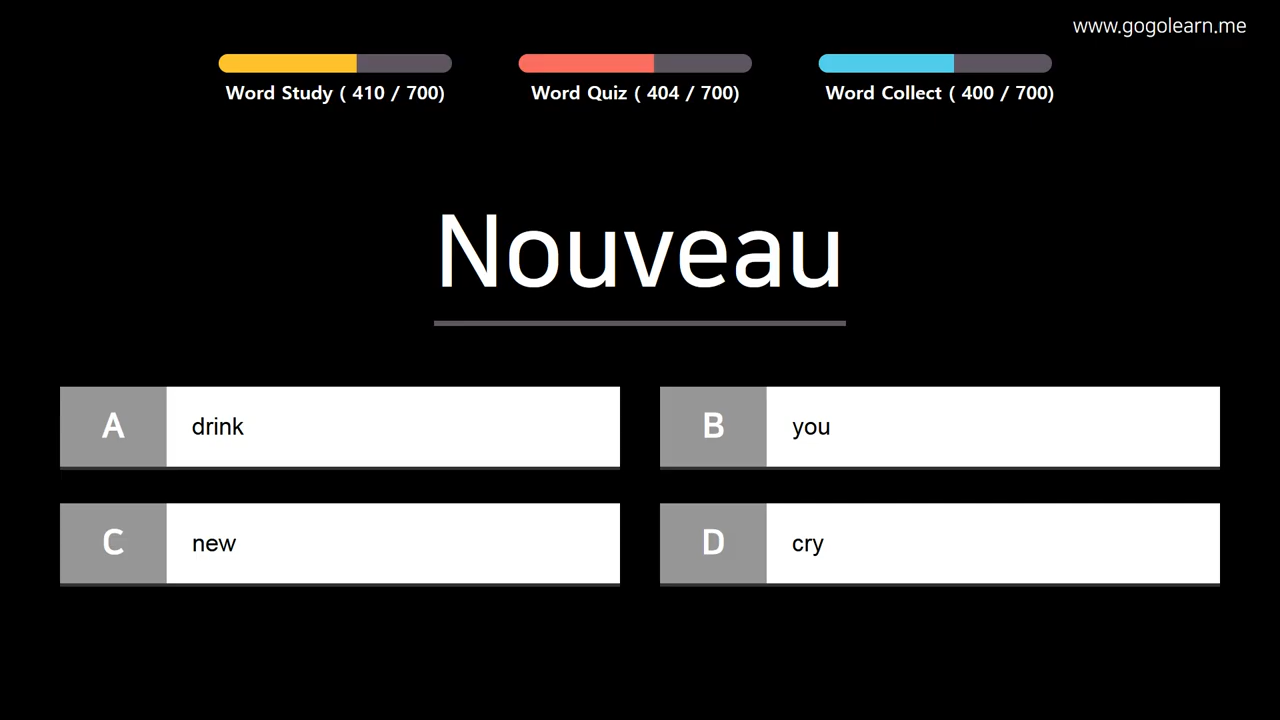 www.gogolearn.me
Word Study ( 410 / 700)
Word Quiz ( 404 / 700)
Word Collect ( 400 / 700)
Nouveau
A drink
B you
C new
D cry